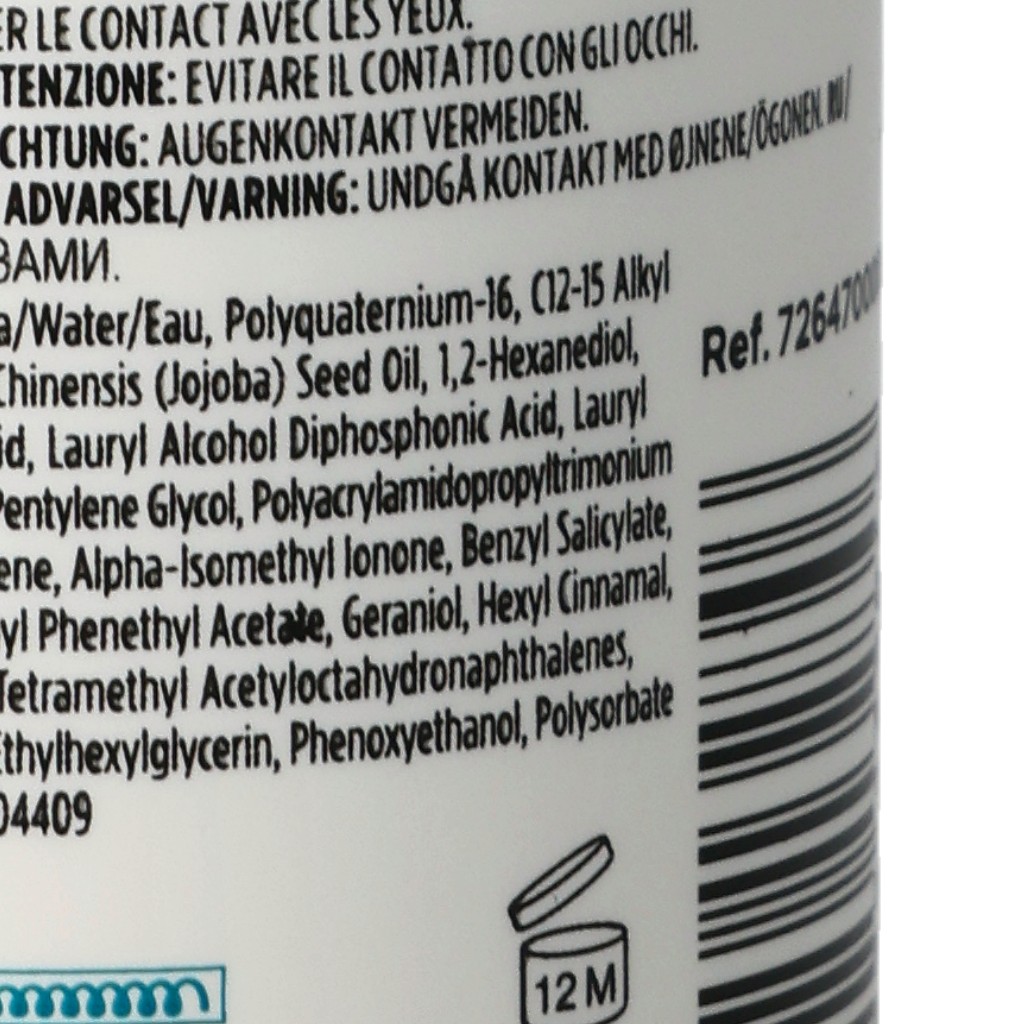 ER LE CONTACT AVEC LES YEUX.
TENZIONE: EVITARE IL CONTATTO CON GLI OCCHI.
CHTUNG: AUGENKONTAKT VERMEIDEN.
ADVARSEL/VARNING: UNDGÅ KONTAKT MED ØJNENE/ÖGONEN.
ЗАМИ.
a/Water/Eau, Polyquaternium-16, C12-15 Alkyl
Chinensis (Jojoba) Seed Oil, 1,2-Hexanediol,
id, Lauryl Alcohol Diphosphonic Acid, Lauryl
Pentylene Glycol, Polyacrylamidopropyltrimonium
ene, Alpha-Isomethyl Ionone, Benzyl Salicylate,
yl Phenethyl Acetate, Geraniol, Hexyl Cinnamal,
Tetramethyl Acetyloctahydronaphthalenes,
Ethylhexylglycerin, Phenoxyethanol, Polysorbate
04409
Ref.
12 M